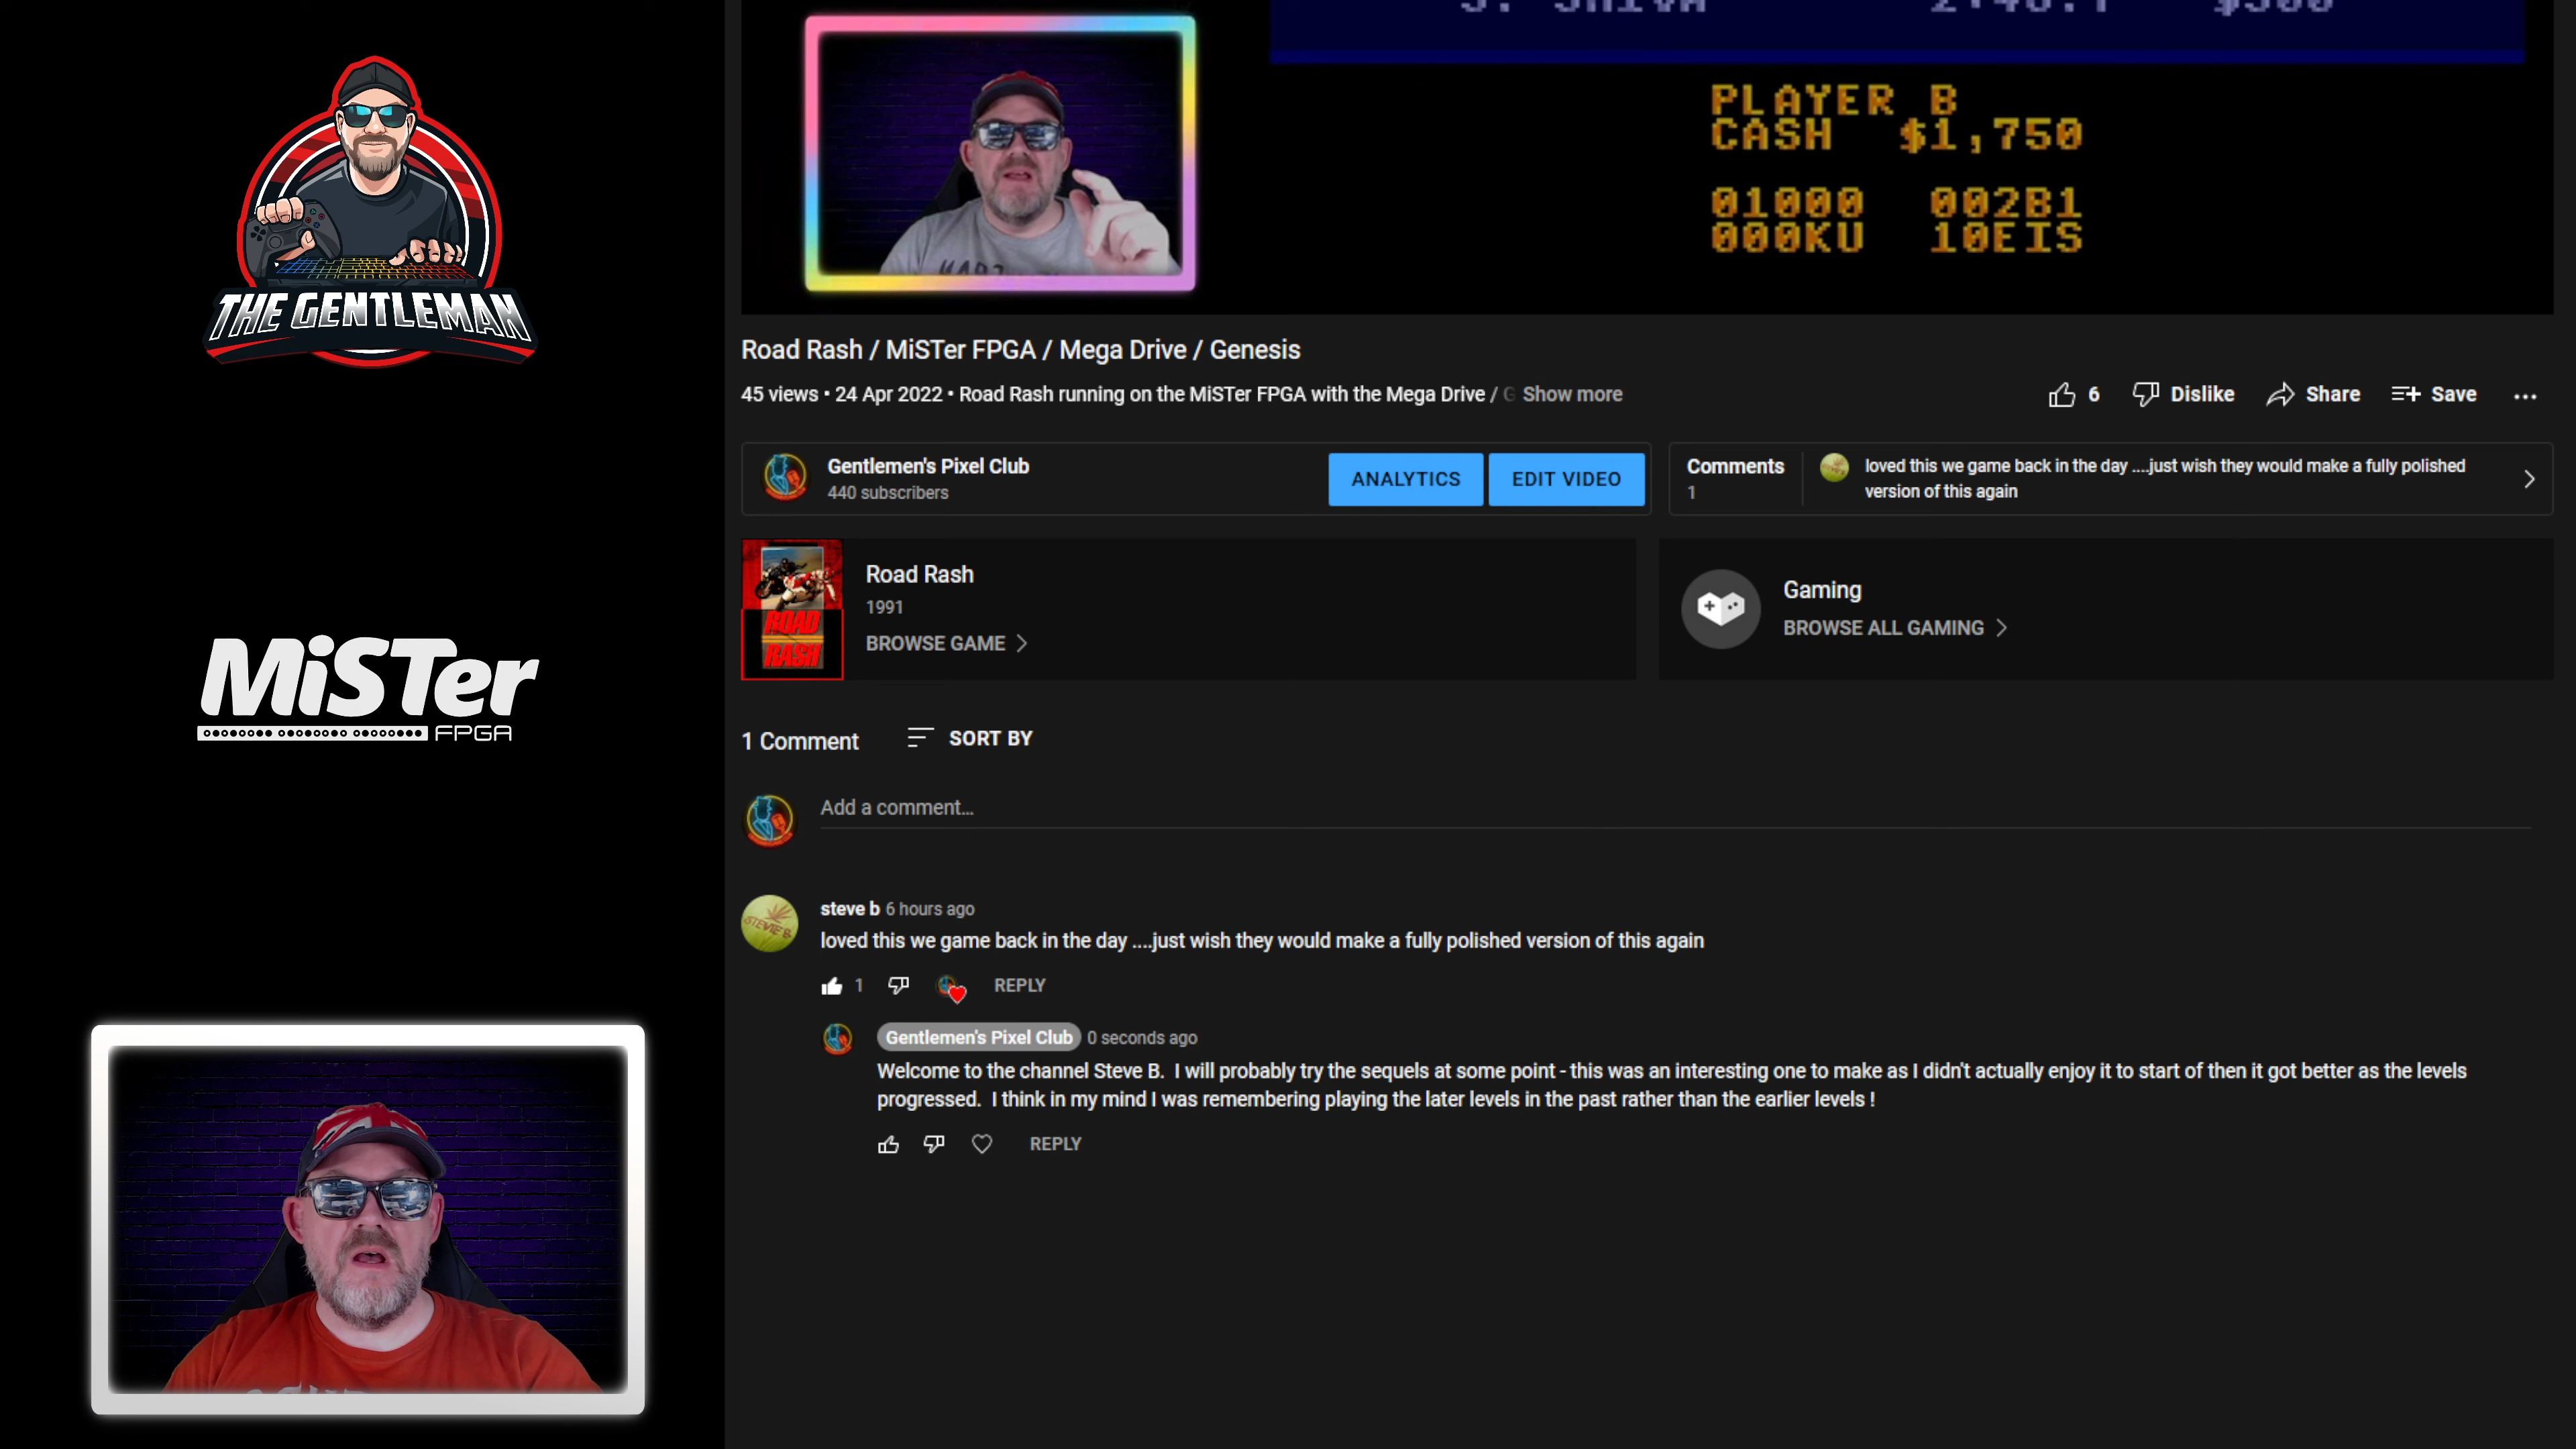 THE GENTLEMAN
MiSTer
FPGA
PLAYER B
CASH $1,750
01000 002B1
000KU 10EIS
Road Rash / MiSTer FPGA / Mega Drive / Genesis
45 views • 24 Apr 2022 • Road Rash running on the MiSTer FPGA with the Mega Drive / G Show more
6 Dislike Share Save ...
Gentlemen's Pixel Club
440 subscribers
ANALYTICS EDIT VIDEO
Comments
1
loved this we game back in the day ....just wish they would make a fully polished
version of this again
ROAD
RASH
Road Rash
1991
BROWSE GAME
Gaming
BROWSE ALL GAMING
1 Comment SORT BY
Add a comment...
STEVIE B.
steve b 6 hours ago
loved this we game back in the day ....just wish they would make a fully polished version of this again
1 REPLY
Gentlemen's Pixel Club 0 seconds ago
Welcome to the channel Steve B. I will probably try the sequels at some point - this was an interesting one to make as I didn't actually enjoy it to start of then it got better as the levels
progressed. I think in my mind I was remembering playing the later levels in the past rather than the earlier levels !
REPLY